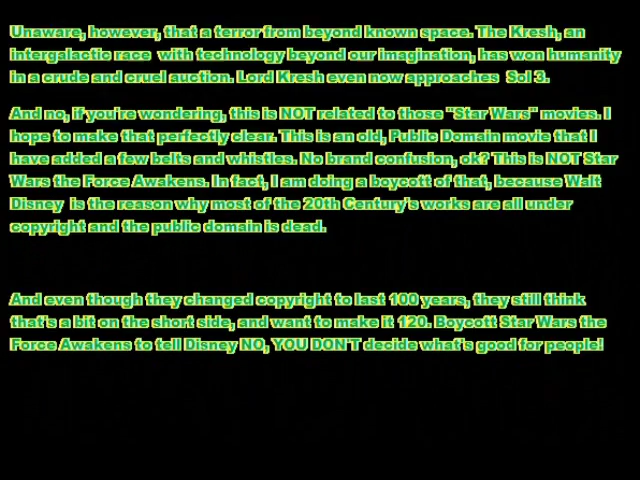 Unaware, however, that a terror from beyond known space. The Kresh, an
intergalactic race  with technology beyond our imagination, has won humanity
in a crude and cruel auction. Lord Kresh even now approaches  Sol 3.
And no, if you're wondering, this is NOT related to those "Star Wars" movies. I
hope to make that perfectly clear. This is an old, Public Domain movie that I
have added a few belts and whistles. No brand confusion, ok? This is NOT Star
Wars the Force Awakens. In fact, I am doing a boycott of that, because Walt
Disney  is the reason why most of the 20th Century's works are all under
copyright and the public domain is dead.
And even though they changed copyright to last 100 years, they still think
that's a bit on the short side, and want to make it 120. Boycott Star Wars the
Force Awakens to tell Disney NO, YOU DON'T decide what's good for people!